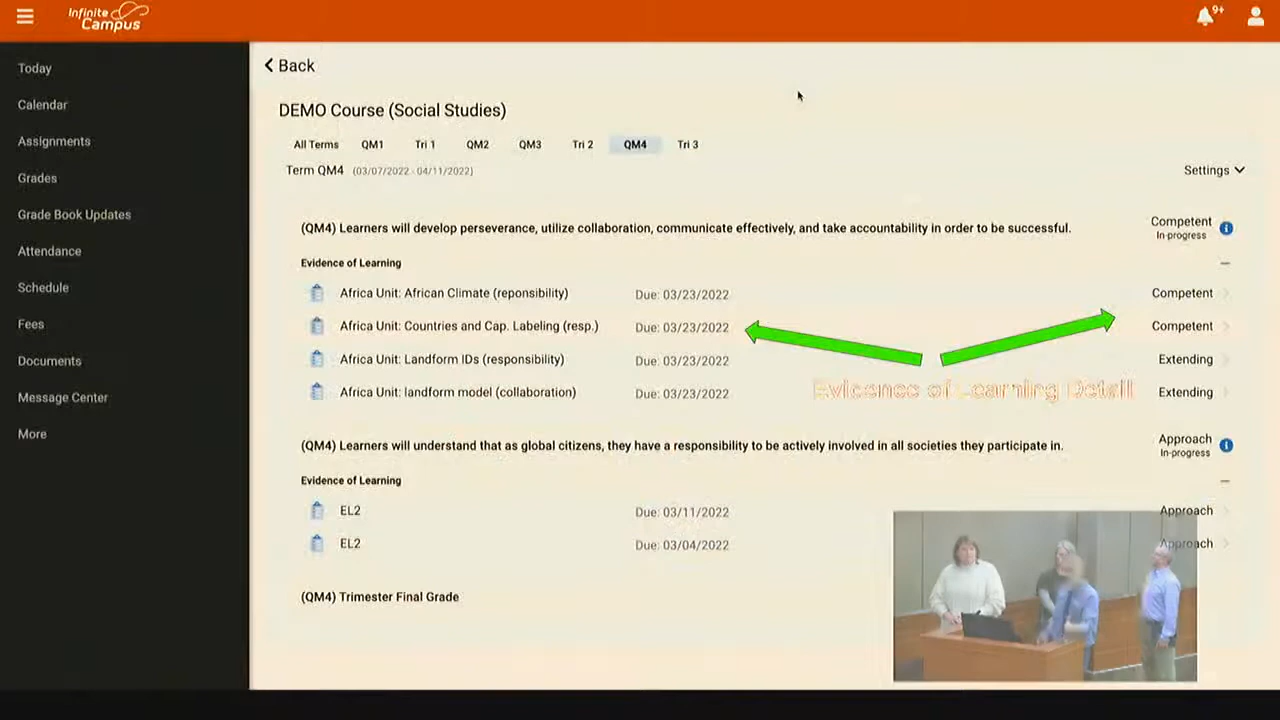 Infinite Campus
9+
Today
Calendar
Assignments
Grades
Grade Book Updates
Attendance
Schedule
Fees
Documents
Message Center
More
Back
DEMO Course (Social Studies)
All Terms QM1 Tri 1 QM2 QM3 Tri 2 QM4 Tri 3
Term QM4 (03/07/2022 - 04/11/2022) Settings
(QM4) Learners will develop perseverance, utilize collaboration, communicate effectively, and take accountability in order to be successful. Competent
In-progress
Evidence of Learning
Africa Unit: African Climate (reponsibility) Due: 03/23/2022 Competent
Africa Unit: Countries and Cap. Labeling (resp.) Due: 03/23/2022 Competent
Africa Unit: Landform IDs (responsibility) Due: 03/23/2022 Extending
Africa Unit: landform model (collaboration) Due: 03/23/2022 Extending
Evidence of Learning Detail
(QM4) Learners will understand that as global citizens, they have a responsibility to be actively involved in all societies they participate in. Approach
In-progress
Evidence of Learning
EL2 Due: 03/11/2022 Approach
EL2 Due: 03/04/2022 Approach
(QM4) Trimester Final Grade